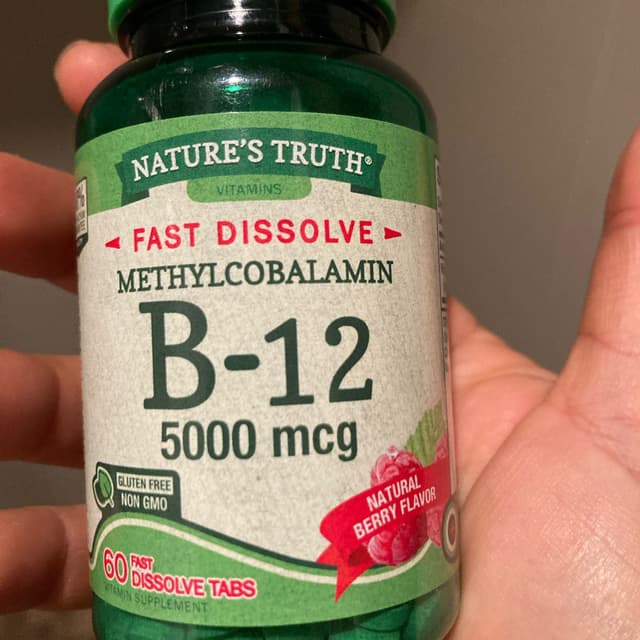 NATURE'S TRUTH®
VITAMINS
FAST DISSOLVE
METHYLCOBALAMIN
B-12
5000 mcg
GLUTEN FREE
NON GMO
NATURAL
BERRY FLAVOR
60 FAST
DISSOLVE TABS
VITAMIN SUPPLEMENT